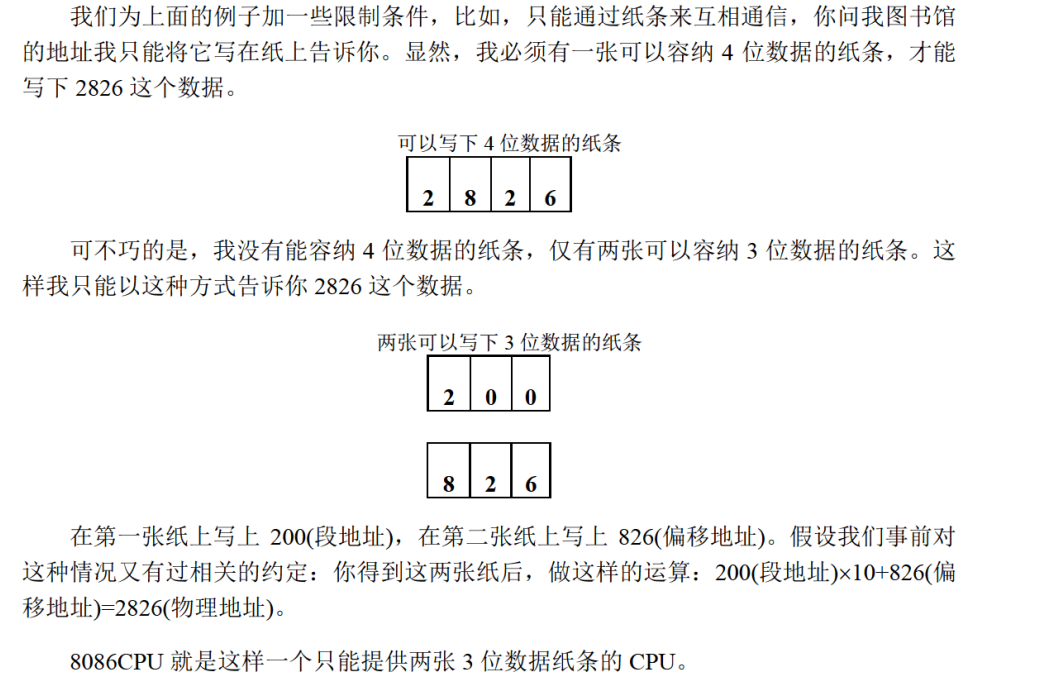 我们为上面的例子加一些限制条件，比如，只能通过纸条来互相通信，你问我图书馆
的地址我只能将它写在纸上告诉你。显然，我必须有一张可以容纳 4 位数据的纸条，才能
写下 2826 这个数据。
可以写下 4 位数据的纸条
2 8 2 6
可不巧的是，我没有能容纳 4 位数据的纸条，仅有两张可以容纳 3 位数据的纸条。这
样我只能以这种方式告诉你 2826 这个数据。
两张可以写下 3 位数据的纸条
2 0 0
8 2 6
在第一张纸上写上 200(段地址)，在第二张纸上写上 826(偏移地址)。假设我们事前对
这种情况又有过相关的约定：你得到这两张纸后，做这样的运算：200(段地址)×10+826(偏
移地址)=2826(物理地址)。
8086CPU 就是这样一个只能提供两张 3 位数据纸条的 CPU。